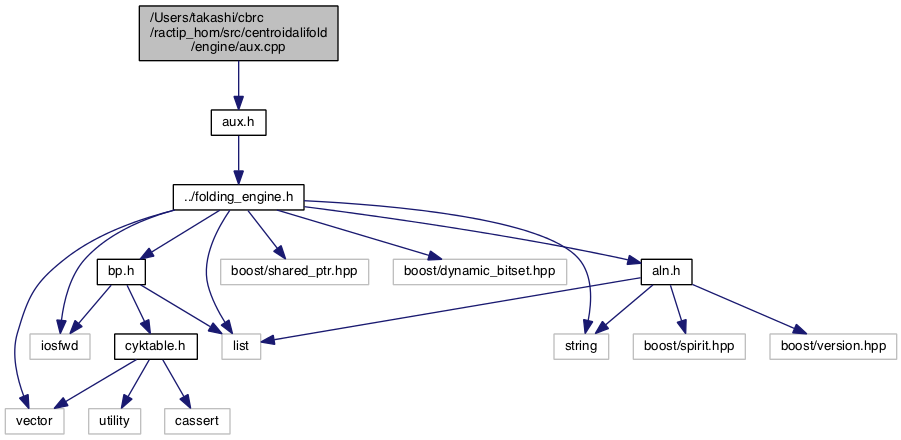 /Users/takashi/cbrc
/ractip_hom/src/centroidalifold
/engine/aux.cpp
aux.h
../folding_engine.h
bp.h
boost/shared_ptr.hpp
boost/dynamic_bitset.hpp
aln.h
iosfwd
cyktable.h
list
string
boost/spirit.hpp
boost/version.hpp
vector
utility
cassert